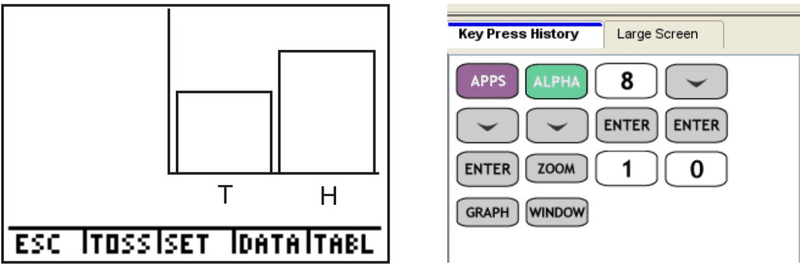 T H
ESC TOSS SET DATA TABL
Key Press History Large Screen
APPS ALPHA 8
ENTER ENTER
ENTER ZOOM 1 0
GRAPH WINDOW